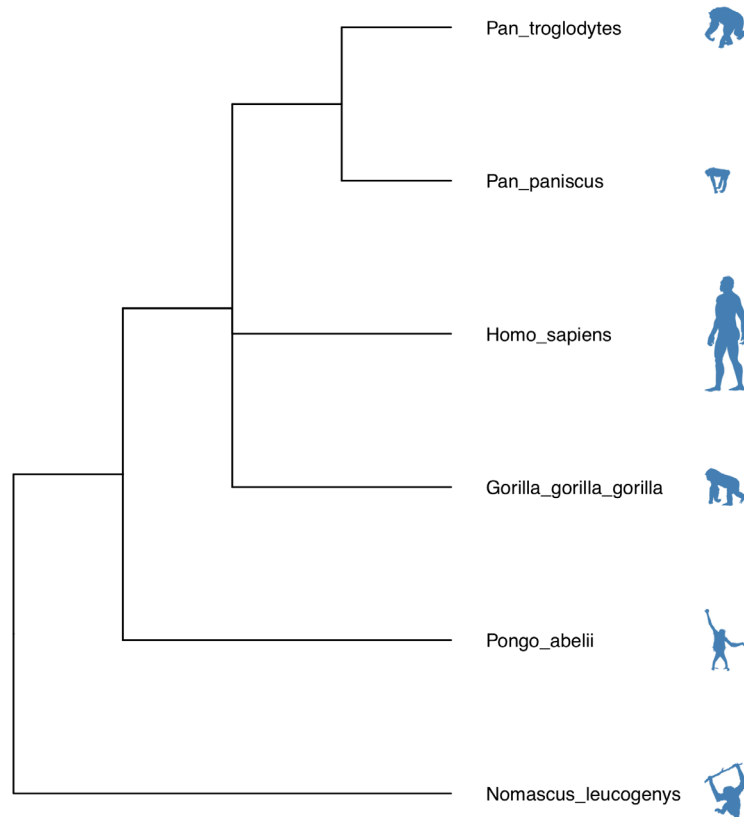 Pan_troglodytes
Pan_paniscus
Homo_sapiens
Gorilla_gorilla_gorilla
Pongo_abelii
Nomascus_leucogenys